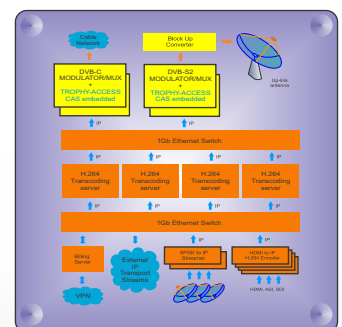 Cable
Network
Block Up
Converter
Up-link
antenna
DVB-C
MODULATOR/MUX
+
TROPHY-ACCESS
CAS embedded
DVB-S2
MODULATOR/MUX
+
TROPHY-ACCESS
CAS embedded
IP
IP
1Gb Ethernet Switch
IP
IP
IP
IP
H.264
Transcoding
server
H.264
Transcoding
server
H.264
Transcoding
server
H.264
Transcoding
server
IP
IP
IP
IP
1Gb Ethernet Switch
IP
IP
Billing
Server
External
IP
Transport
Streams
8PSK to IP
Streamer
HDMI to IP
H.264 Encoder
VPN
HDMI, ASI, SDI